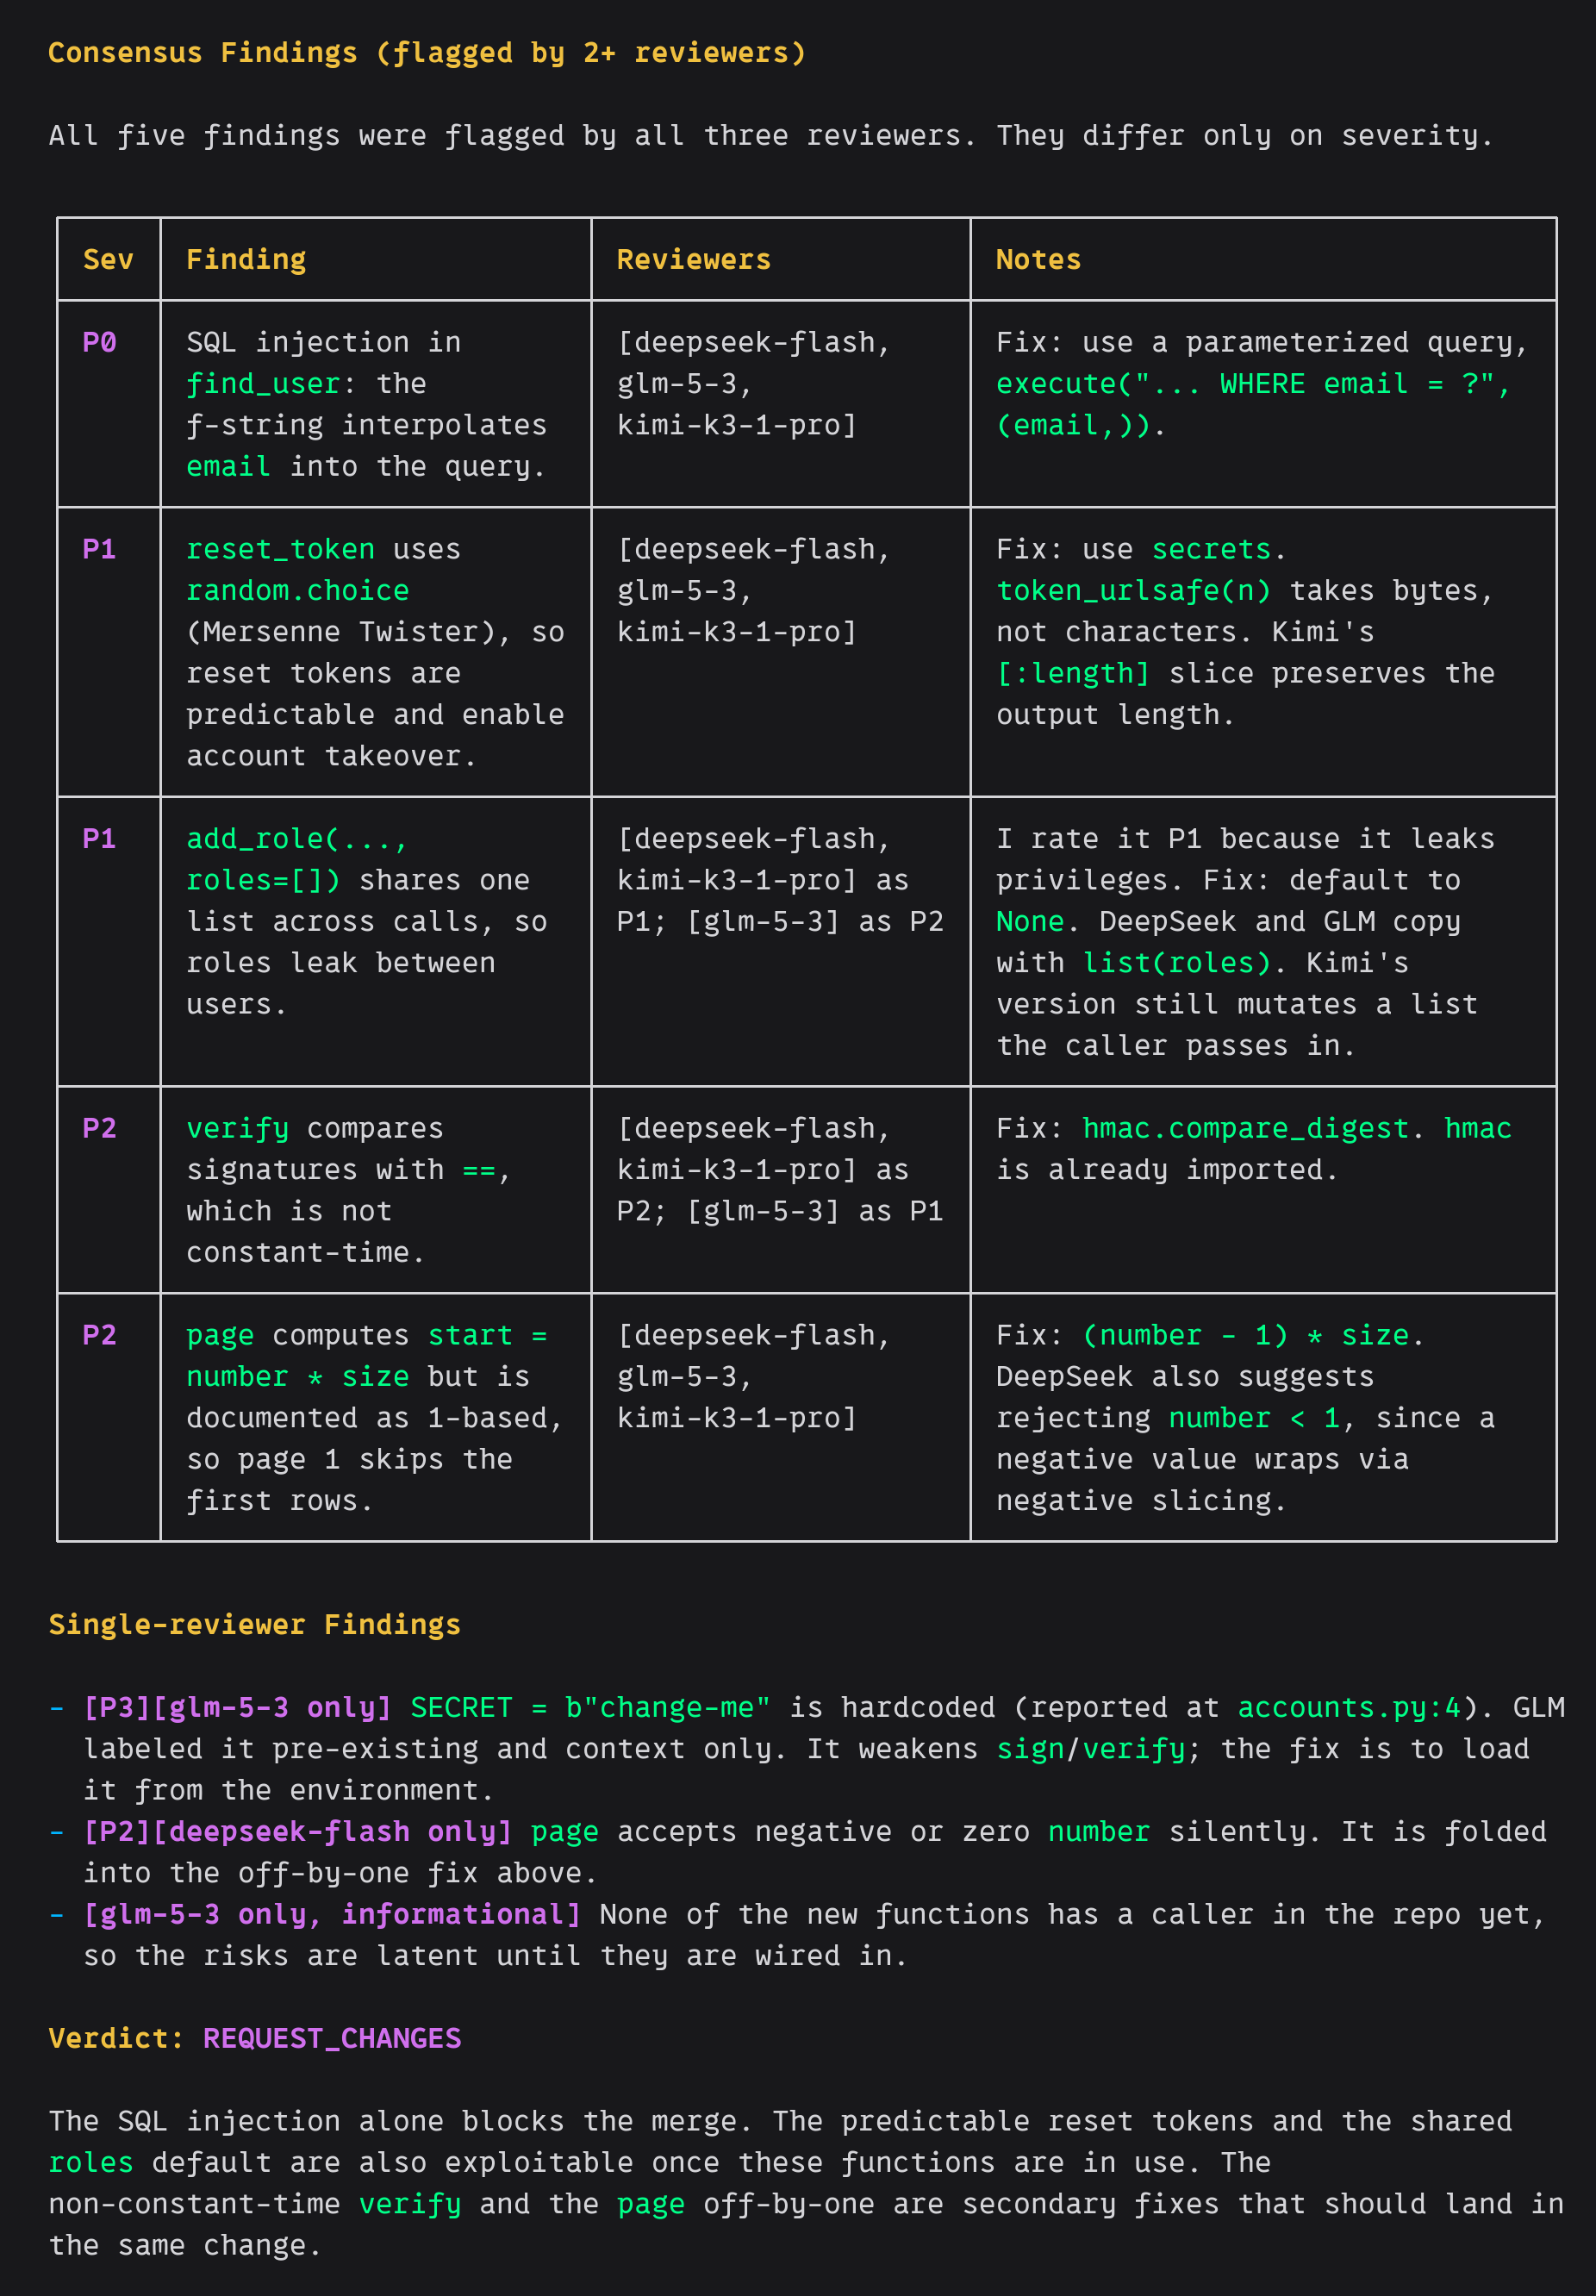 Consensus Findings (flagged by 2+ reviewers)
All five findings were flagged by all three reviewers. They differ only on severity.
Sev
Finding
Reviewers
Notes
P0
SQL injection in
find_user: the
f-string interpolates
email into the query.
[deepseek-flash,
glm-5-3,
kimi-k3-1-pro]
Fix: use a parameterized query,
execute("... WHERE email = ?",
(email,)).
P1
reset_token uses
random.choice
(Mersenne Twister), so
reset tokens are
predictable and enable
account takeover.
[deepseek-flash,
glm-5-3,
kimi-k3-1-pro]
Fix: use secrets.
token_urlsafe(n) takes bytes,
not characters. Kimi's
[:length] slice preserves the
output length.
P1
add_role(...,
roles=[]) shares one
list across calls, so
roles leak between
users.
[deepseek-flash,
kimi-k3-1-pro] as
P1; [glm-5-3] as P2
I rate it P1 because it leaks
privileges. Fix: default to
None. DeepSeek and GLM copy
with list(roles). Kimi's
version still mutates a list
the caller passes in.
P2
verify compares
signatures with ==,
which is not
constant-time.
[deepseek-flash,
kimi-k3-1-pro] as
P2; [glm-5-3] as P1
Fix: hmac.compare_digest. hmac
is already imported.
P2
page computes start =
number * size but is
documented as 1-based,
so page 1 skips the
first rows.
[deepseek-flash,
glm-5-3,
kimi-k3-1-pro]
Fix: (number - 1) * size.
DeepSeek also suggests
rejecting number < 1, since a
negative value wraps via
negative slicing.
Single-reviewer Findings
- [P3][glm-5-3 only] SECRET = b"change-me" is hardcoded (reported at accounts.py:4). GLM
labeled it pre-existing and context only. It weakens sign/verify; the fix is to load
it from the environment.
- [P2][deepseek-flash only] page accepts negative or zero number silently. It is folded
into the off-by-one fix above.
- [glm-5-3 only, informational] None of the new functions has a caller in the repo yet,
so the risks are latent until they are wired in.
Verdict: REQUEST_CHANGES
The SQL injection alone blocks the merge. The predictable reset tokens and the shared
roles default are also exploitable once these functions are in use. The
non-constant-time verify and the page off-by-one are secondary fixes that should land in
the same change.